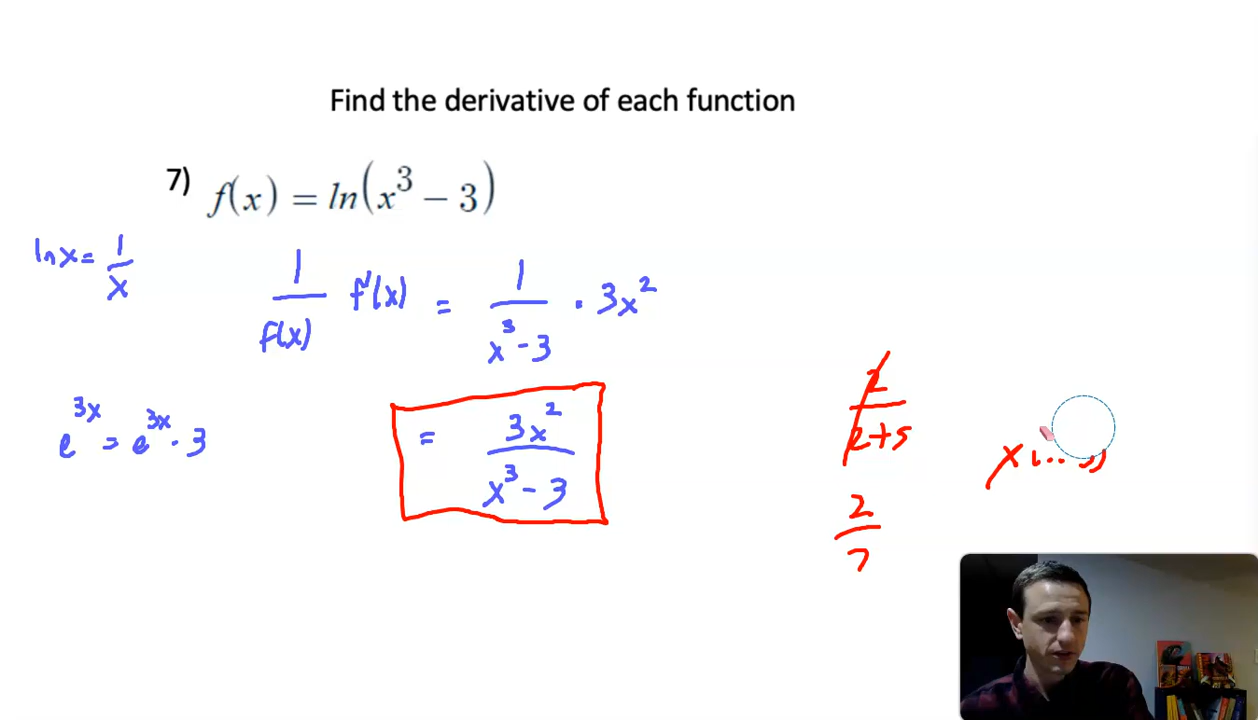 Find the derivative of each function
7) f(x) = ln(x³ − 3)
ln x = 1/x
1/f(x) f'(x) = 1/(x³ - 3) · 3x²
e^3x = e^3x · 3
= 3x²/(x³ - 3)
2/(2+5)
2/7